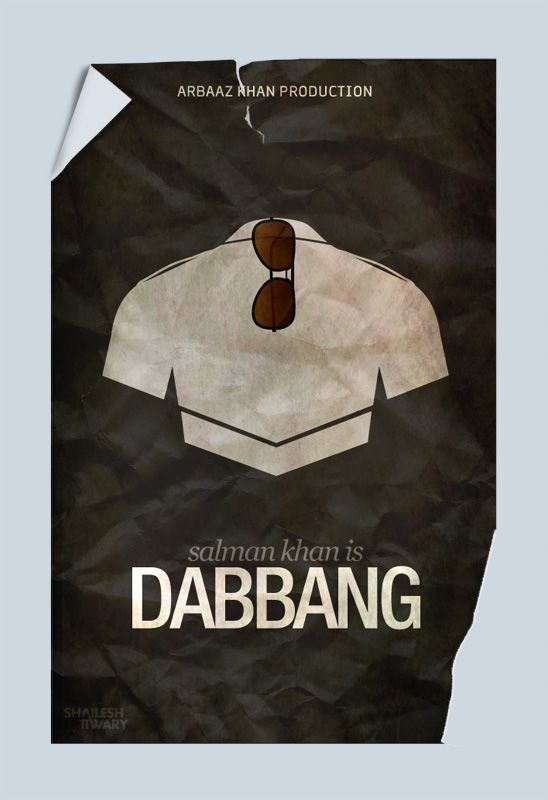 ARBAAZ KHAN PRODUCTION
salman khan is
DABBANG
SHAILESH
TIWARY